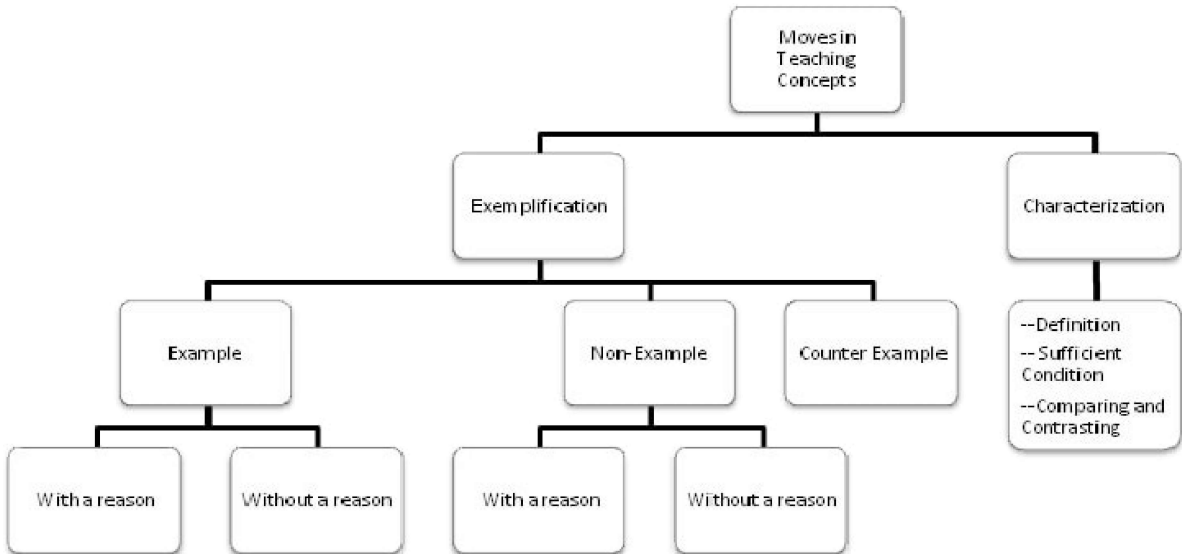 Moves in
Teaching
Concepts
Exemplification
Characterization
Example
Non-Example
Counter Example
--Definition
-- Sufficient
Condition
--Comparing and
Contrasting
With a reason
Without a reason
With a reason
Without a reason